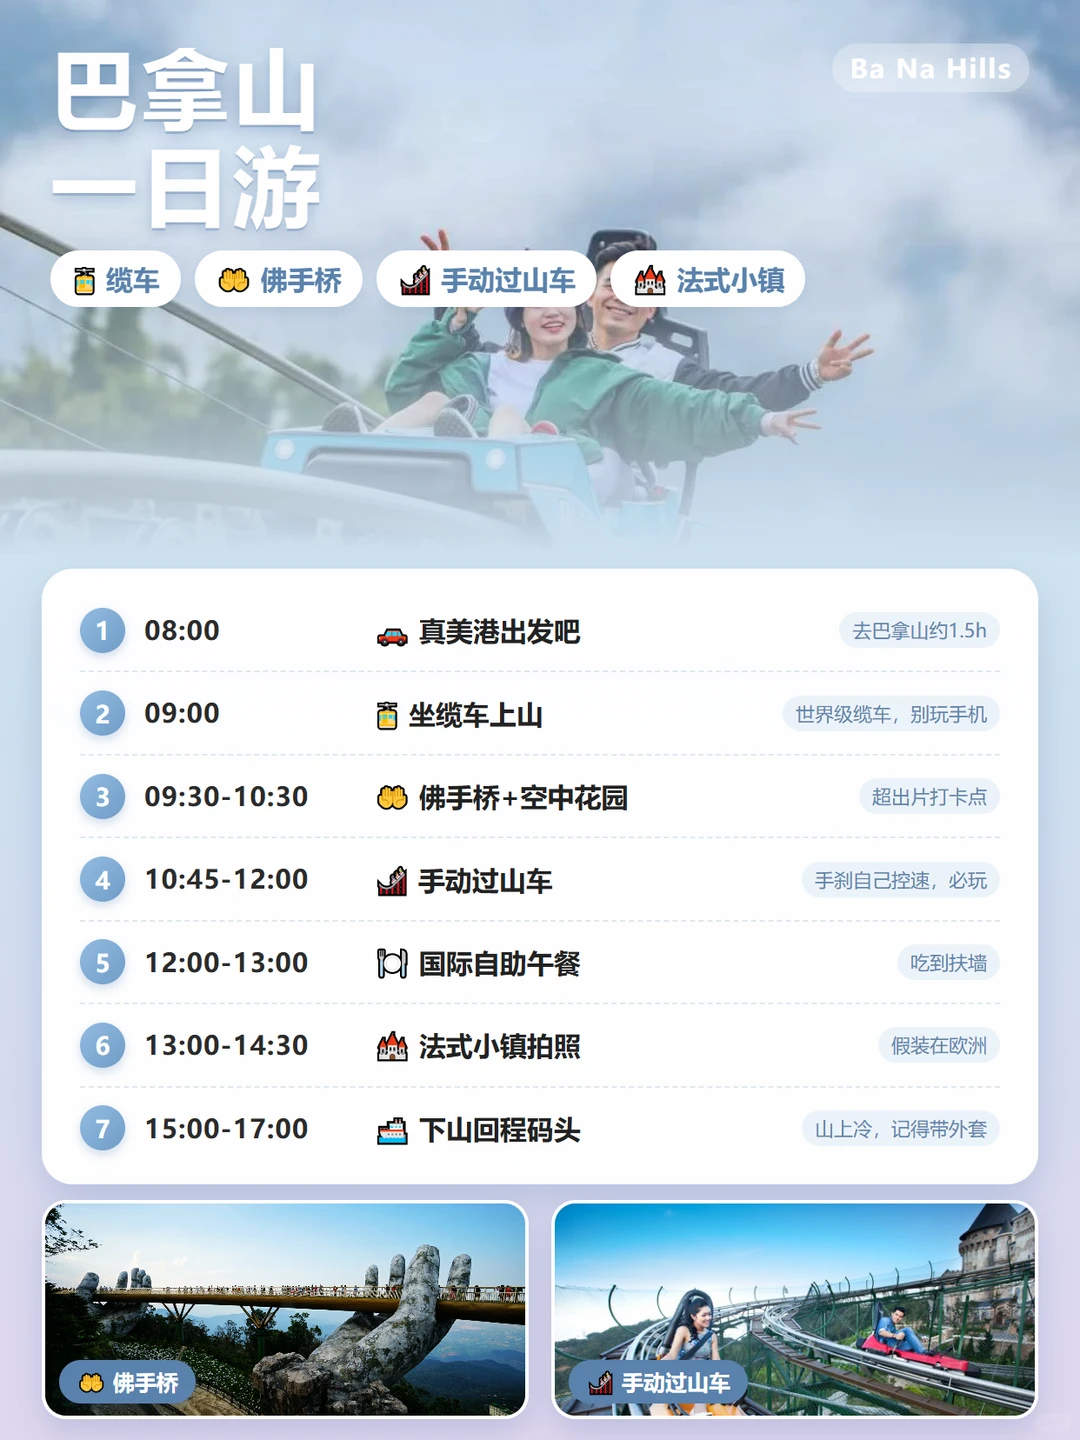 巴拿山
一日游
Ba Na Hills
缆车
佛手桥
手动过山车
法式小镇
1 08:00 真美港出发吧 去巴拿山约1.5h
2 09:00 坐缆车上山 世界级缆车，别玩手机
3 09:30-10:30 佛手桥+空中花园 超出片打卡点
4 10:45-12:00 手动过山车 手刹自己控速，必玩
5 12:00-13:00 国际自助午餐 吃到扶墙
6 13:00-14:30 法式小镇拍照 假装在欧洲
7 15:00-17:00 下山回程码头 山上冷，记得带外套
佛手桥
手动过山车